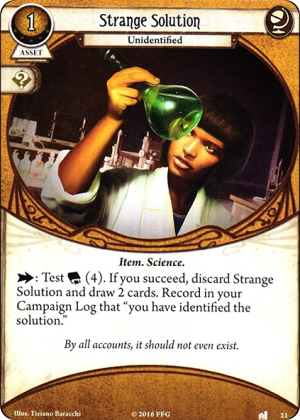 1
Strange Solution
Unidentified
ASSET
Item. Science.
: Test (4). If you succeed, discard Strange
Solution and draw 2 cards. Record in your
Campaign Log that “you have identified the
solution.”
By all accounts, it should not even exist.
Illus. Tiziano Baracchi
© 2016 FFG
21